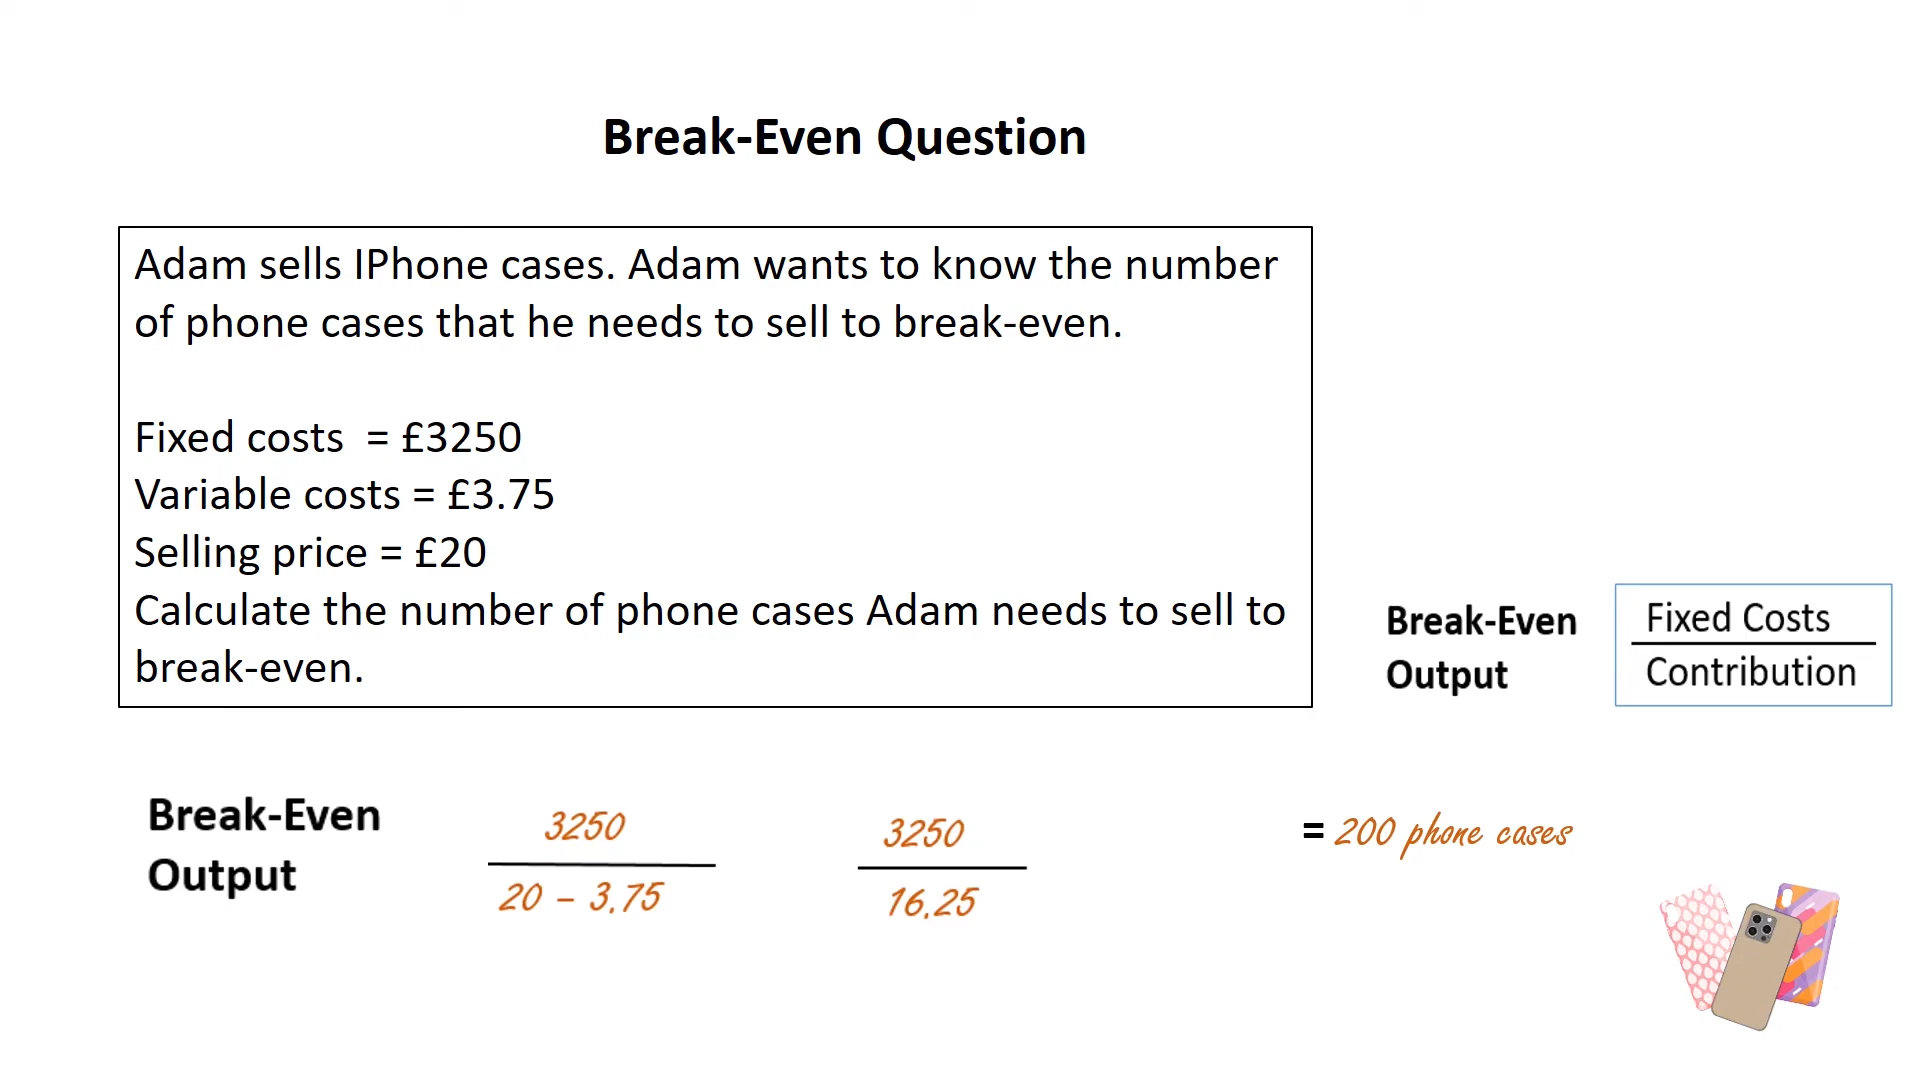 Break-Even Question
Adam sells IPhone cases. Adam wants to know the number
of phone cases that he needs to sell to break-even.
Fixed costs  = £3250
Variable costs = £3.75
Selling price = £20
Calculate the number of phone cases Adam needs to sell to
break-even.
Break-Even
Output
Fixed Costs
Contribution
Break-Even
Output
3250
20 – 3.75
3250
16.25
= 200 phone cases